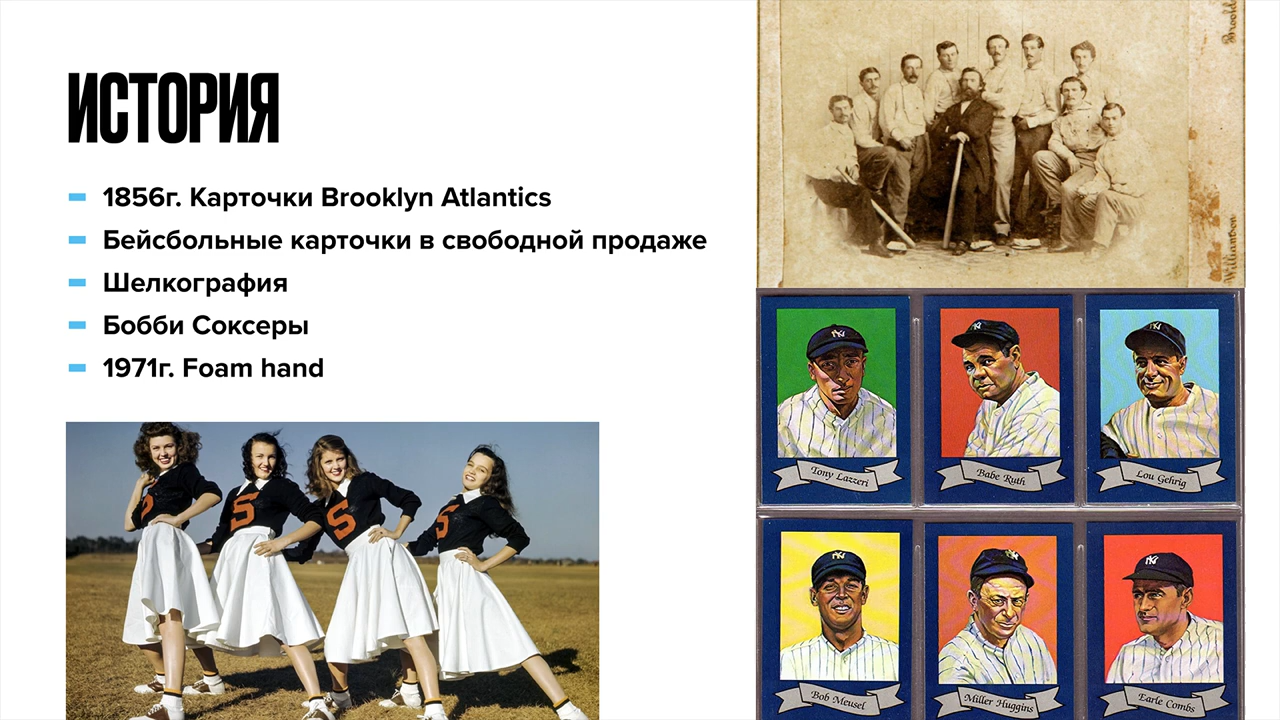 ИСТОРИЯ
1856г. Карточки Brooklyn Atlantics
Бейсбольные карточки в свободной продаже
Шелкография
Бобби Соксеры
1971г. Foam hand
S
S
S
Williamson
Tony Lazzeri
Babe Ruth
Lou Gehrig
Bob Meusel
Miller Huggins
Earle Combs